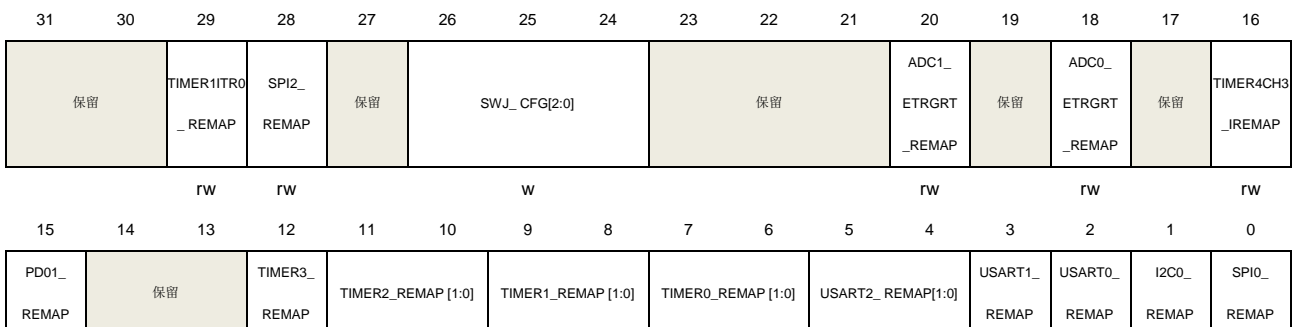 31 30 29 28 27 26 25 24 23 22 21 20 19 18 17 16
保留
TIMER1ITR0
_ REMAP
SPI2_
REMAP
保留
SWJ_ CFG[2:0]
保留
ADC1_
ETRGRT
_REMAP
保留
ADC0_
ETRGRT
_REMAP
保留
TIMER4CH3
_IREMAP
rw rw w rw rw rw
15 14 13 12 11 10 9 8 7 6 5 4 3 2 1 0
PD01_
REMAP
保留
TIMER3_
REMAP
TIMER2_REMAP [1:0]
TIMER1_REMAP [1:0]
TIMER0_REMAP [1:0]
USART2_ REMAP[1:0]
USART1_
REMAP
USART0_
REMAP
I2C0_
REMAP
SPI0_
REMAP